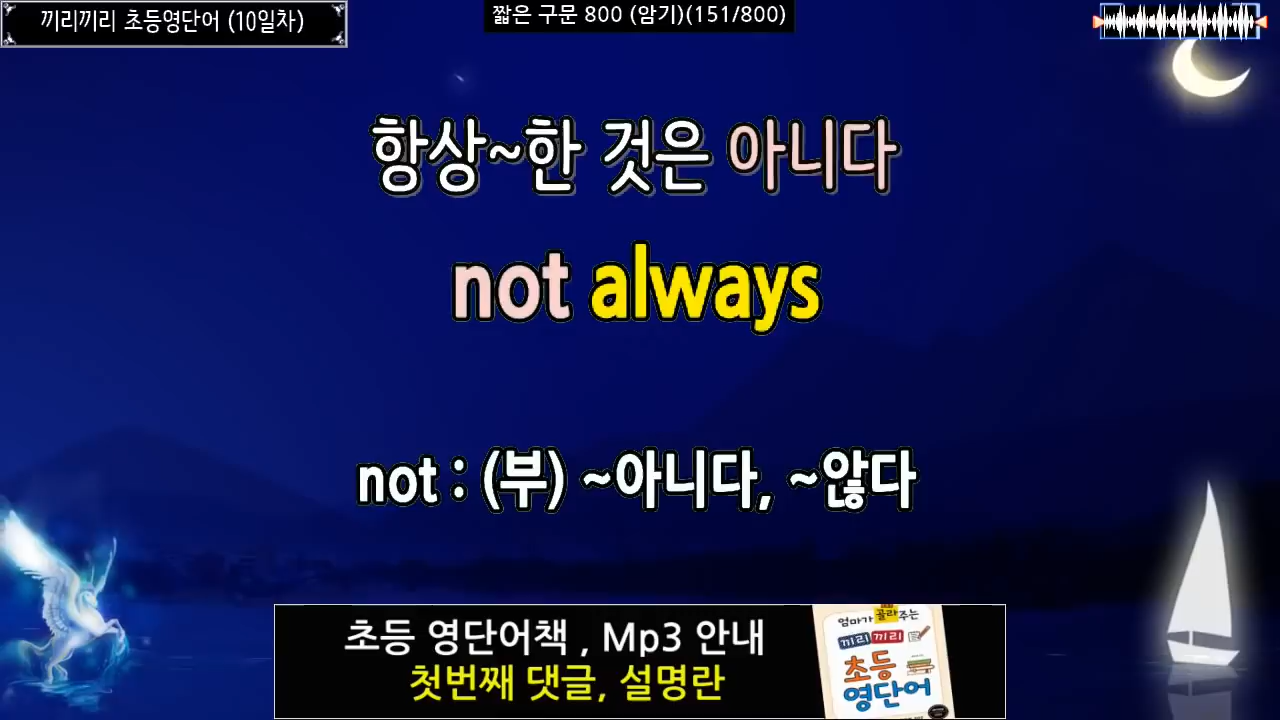 끼리끼리 초등영단어 (10일차)
짧은 구문 800 (암기)(151/800)
항상~한 것은 아니다
not always
not : (부) ~아니다, ~않다
초등 영단어책 , Mp3 안내
첫번째 댓글, 설명란
엄마가 골라주는
끼리끼리
초등
영단어